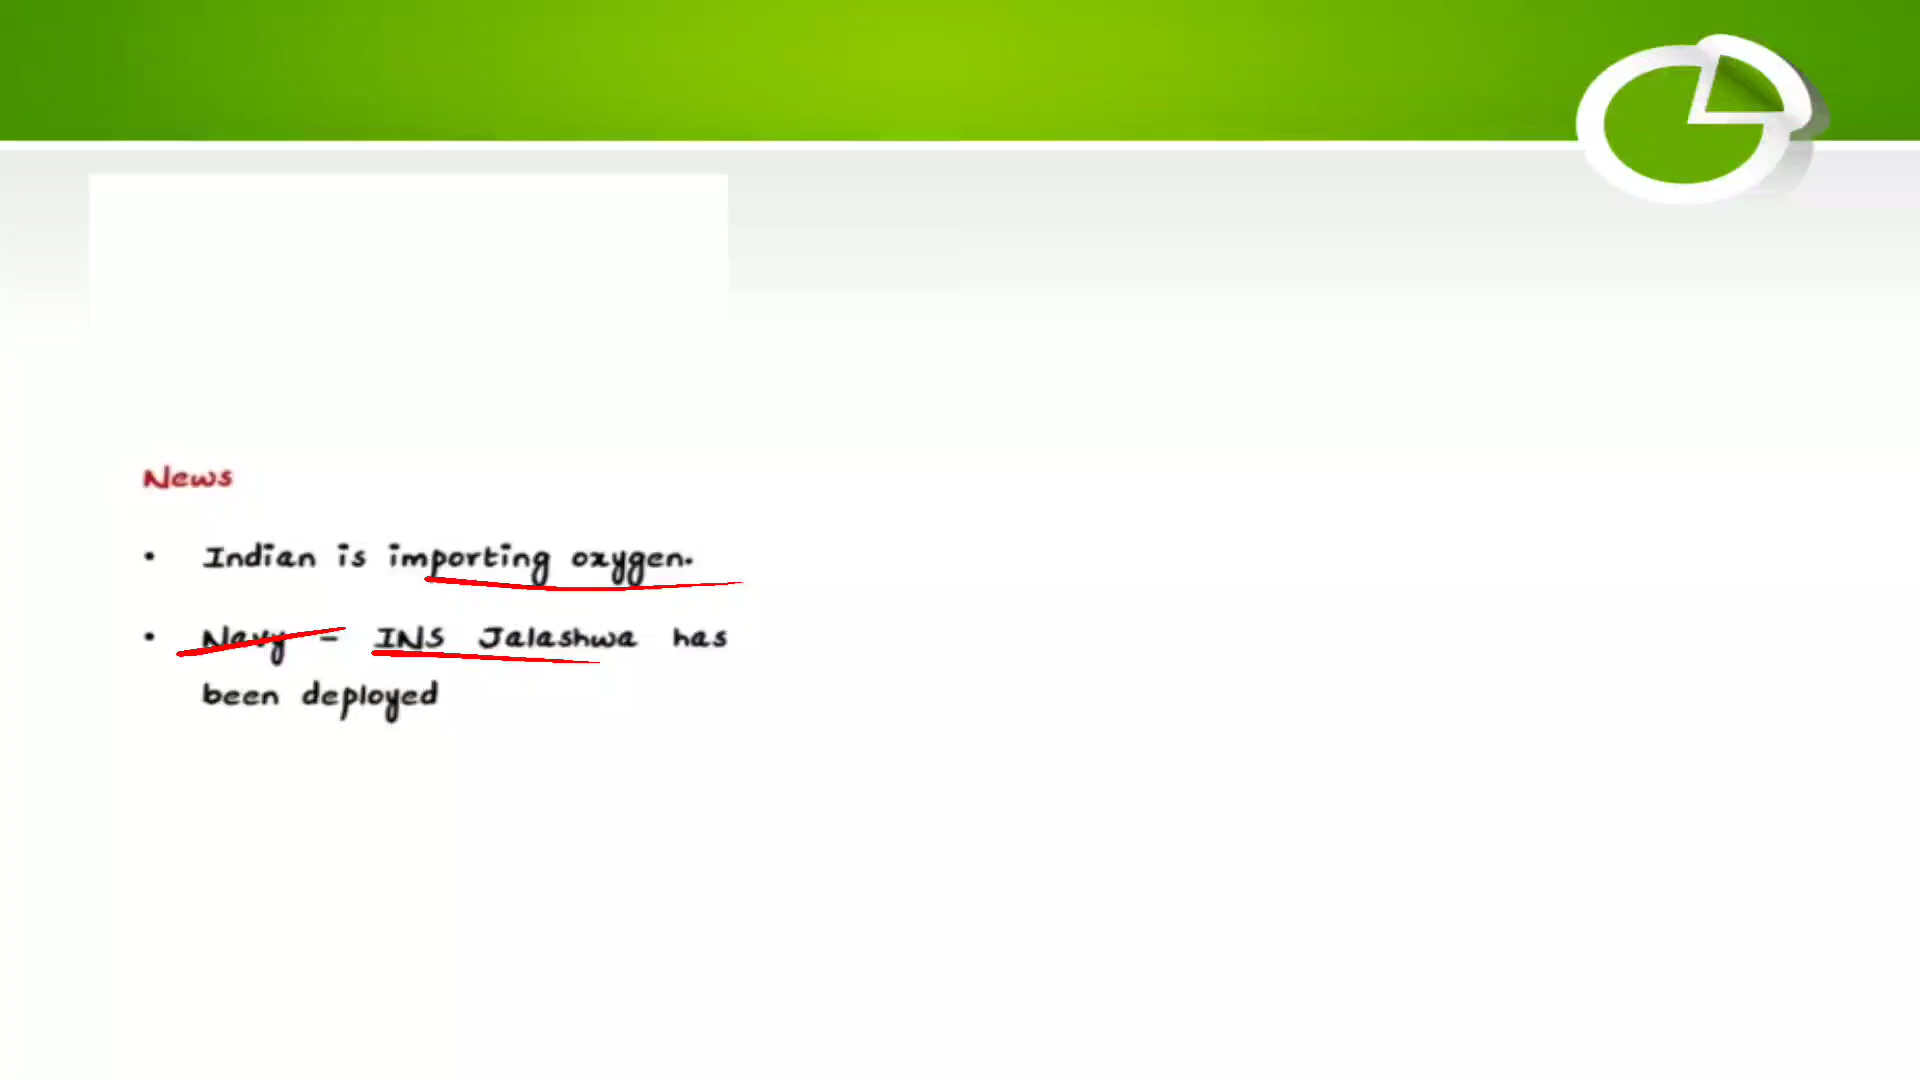 News
• Indian is importing oxygen.
• Navy - INS Jalashwa has
been deployed